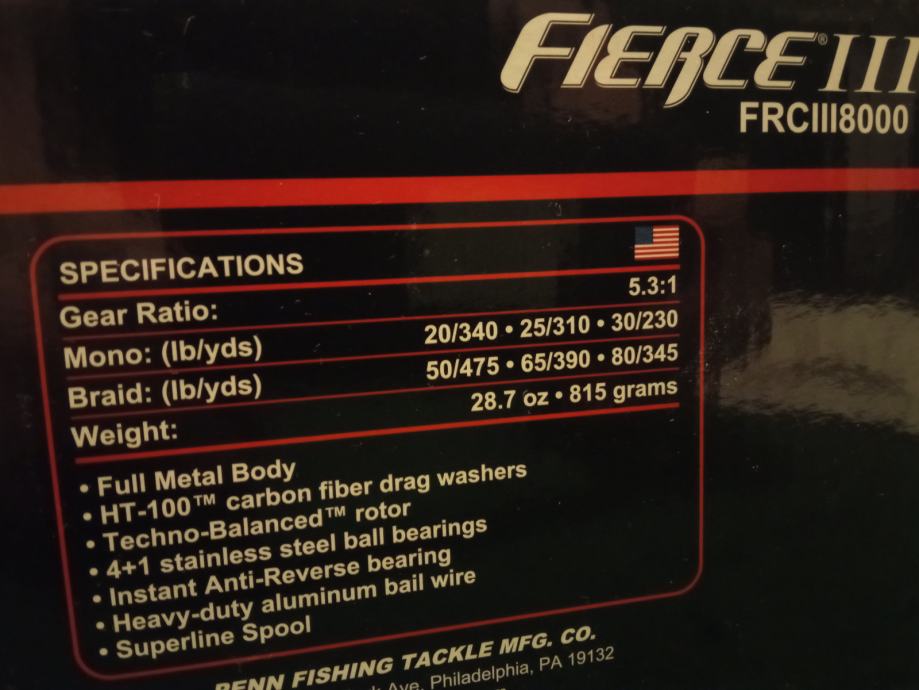 FIERCE® III
FRCIII8000
SPECIFICATIONS
Gear Ratio: 5.3:1
Mono: (lb/yds) 20/340 • 25/310 • 30/230
Braid: (lb/yds) 50/475 • 65/390 • 80/345
Weight: 28.7 oz • 815 grams
• Full Metal Body
• HT-100™ carbon fiber drag washers
• Techno-Balanced™ rotor
• 4+1 stainless steel ball bearings
• Instant Anti-Reverse bearing
• Heavy-duty aluminum bail wire
• Superline Spool
PENN FISHING TACKLE MFG. CO.
Ave. Philadelphia, PA 19132